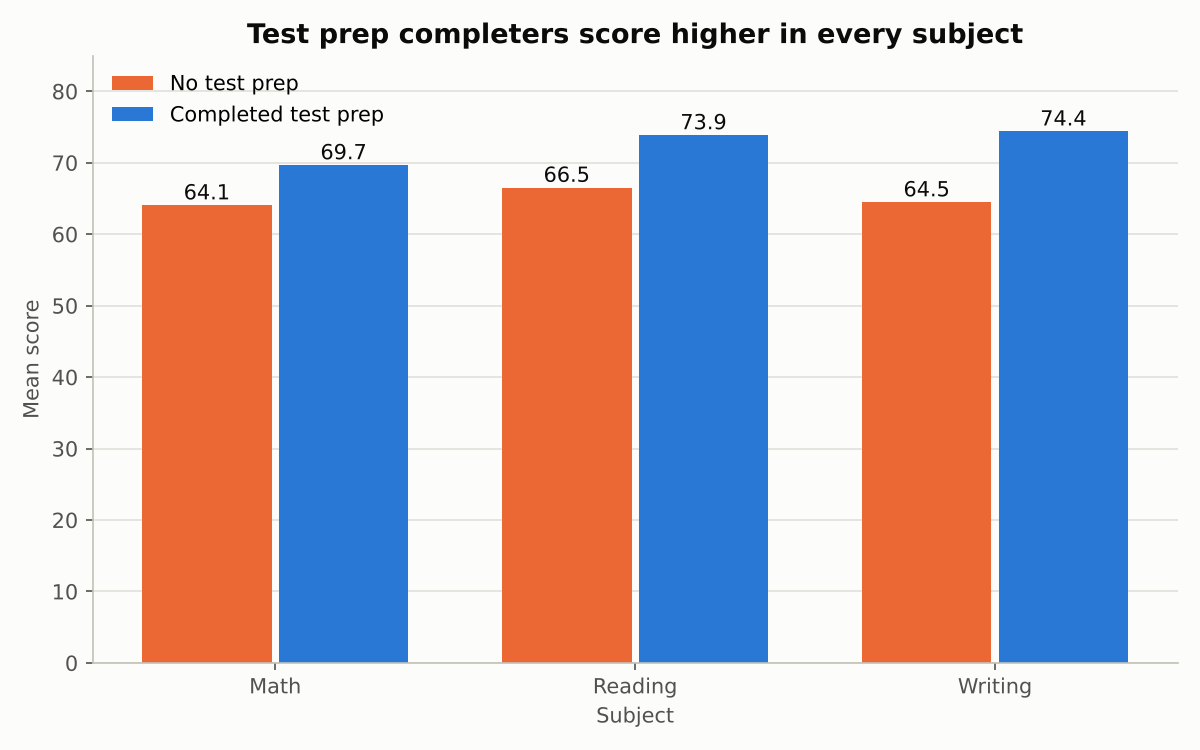 Test prep completers score higher in every subject
No test prep
Completed test prep
Mean score
80
70
60
50
40
30
20
10
0
64.1
69.7
66.5
73.9
64.5
74.4
Math
Reading
Writing
Subject